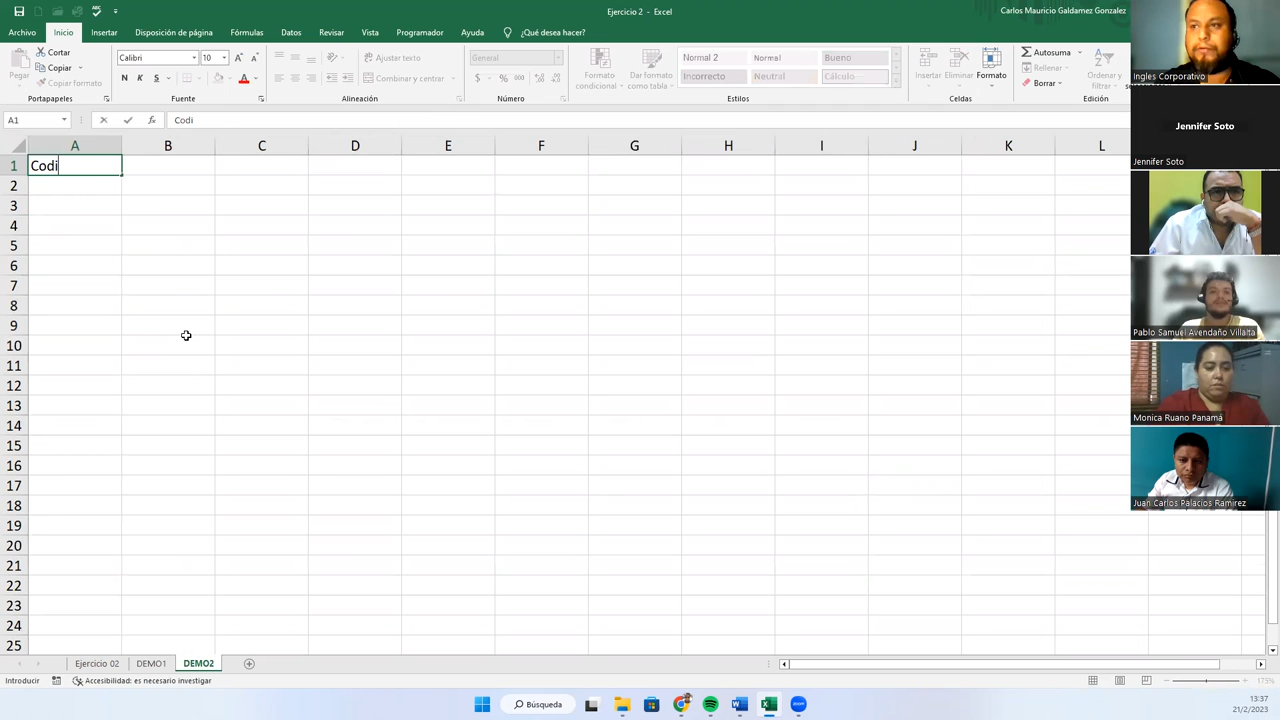 Ejercicio 2 - Excel
Carlos Mauricio Galdamez Gonzalez
Archivo Inicio Insertar Disposición de página Fórmulas Datos Revisar Vista Programador Ayuda ¿Qué desea hacer?
Pegar
Cortar
Copiar
Copiar formato
Portapapeles
Calibri 10
N K S
Fuente
Ajustar texto
Combinar y centrar
Alineación
General
Número
Formato condicional
Dar formato como tabla
Normal 2 Normal Bueno
Incorrecto Neutral Cálculo
Estilos
Insertar Eliminar Formato
Celdas
Autosuma
Rellenar
Borrar
Ordenar y
Edición
A1 fx Codi
A B C D E F G H I J K L
1 Codi
2
3
4
5
6
7
8
9
10
11
12
13
14
15
16
17
18
19
20
21
22
23
24
25
Ingles Corporativo
Jennifer Soto
Jennifer Soto
Pablo Samuel Avendaño Villalta
Monica Ruano Panamá
Juan Carlos Palacios Ramirez
Ejercicio 02 DEMO1 DEMO2
Introducir Accesibilidad: es necesario investigar 175%
Búsqueda
zoom
13:37
21/2/2023